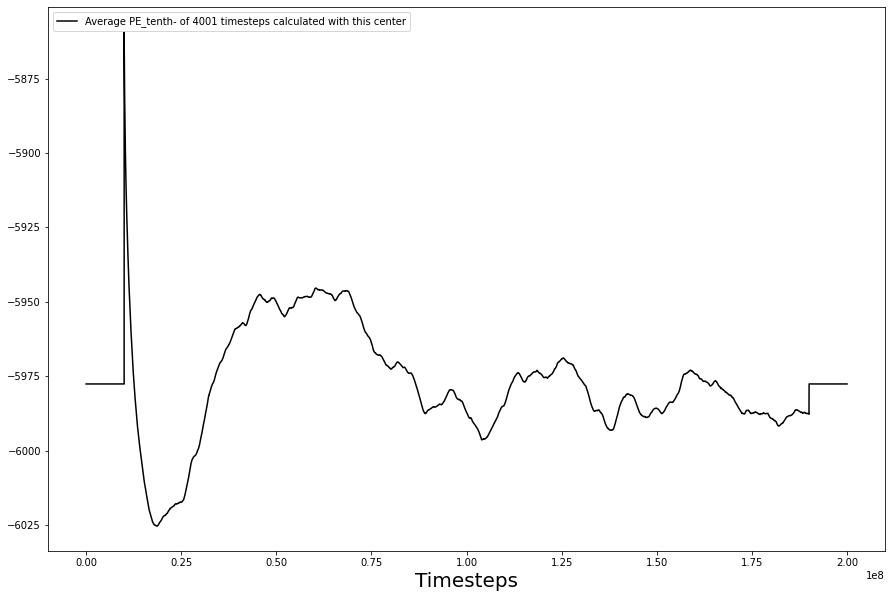 Average PE_tenth- of 4001 timesteps calculated with this center
−5875
−5900
−5925
−5950
−5975
−6000
−6025
0.00 0.25 0.50 0.75 1.00 1.25 1.50 1.75 2.00
1e8
Timesteps